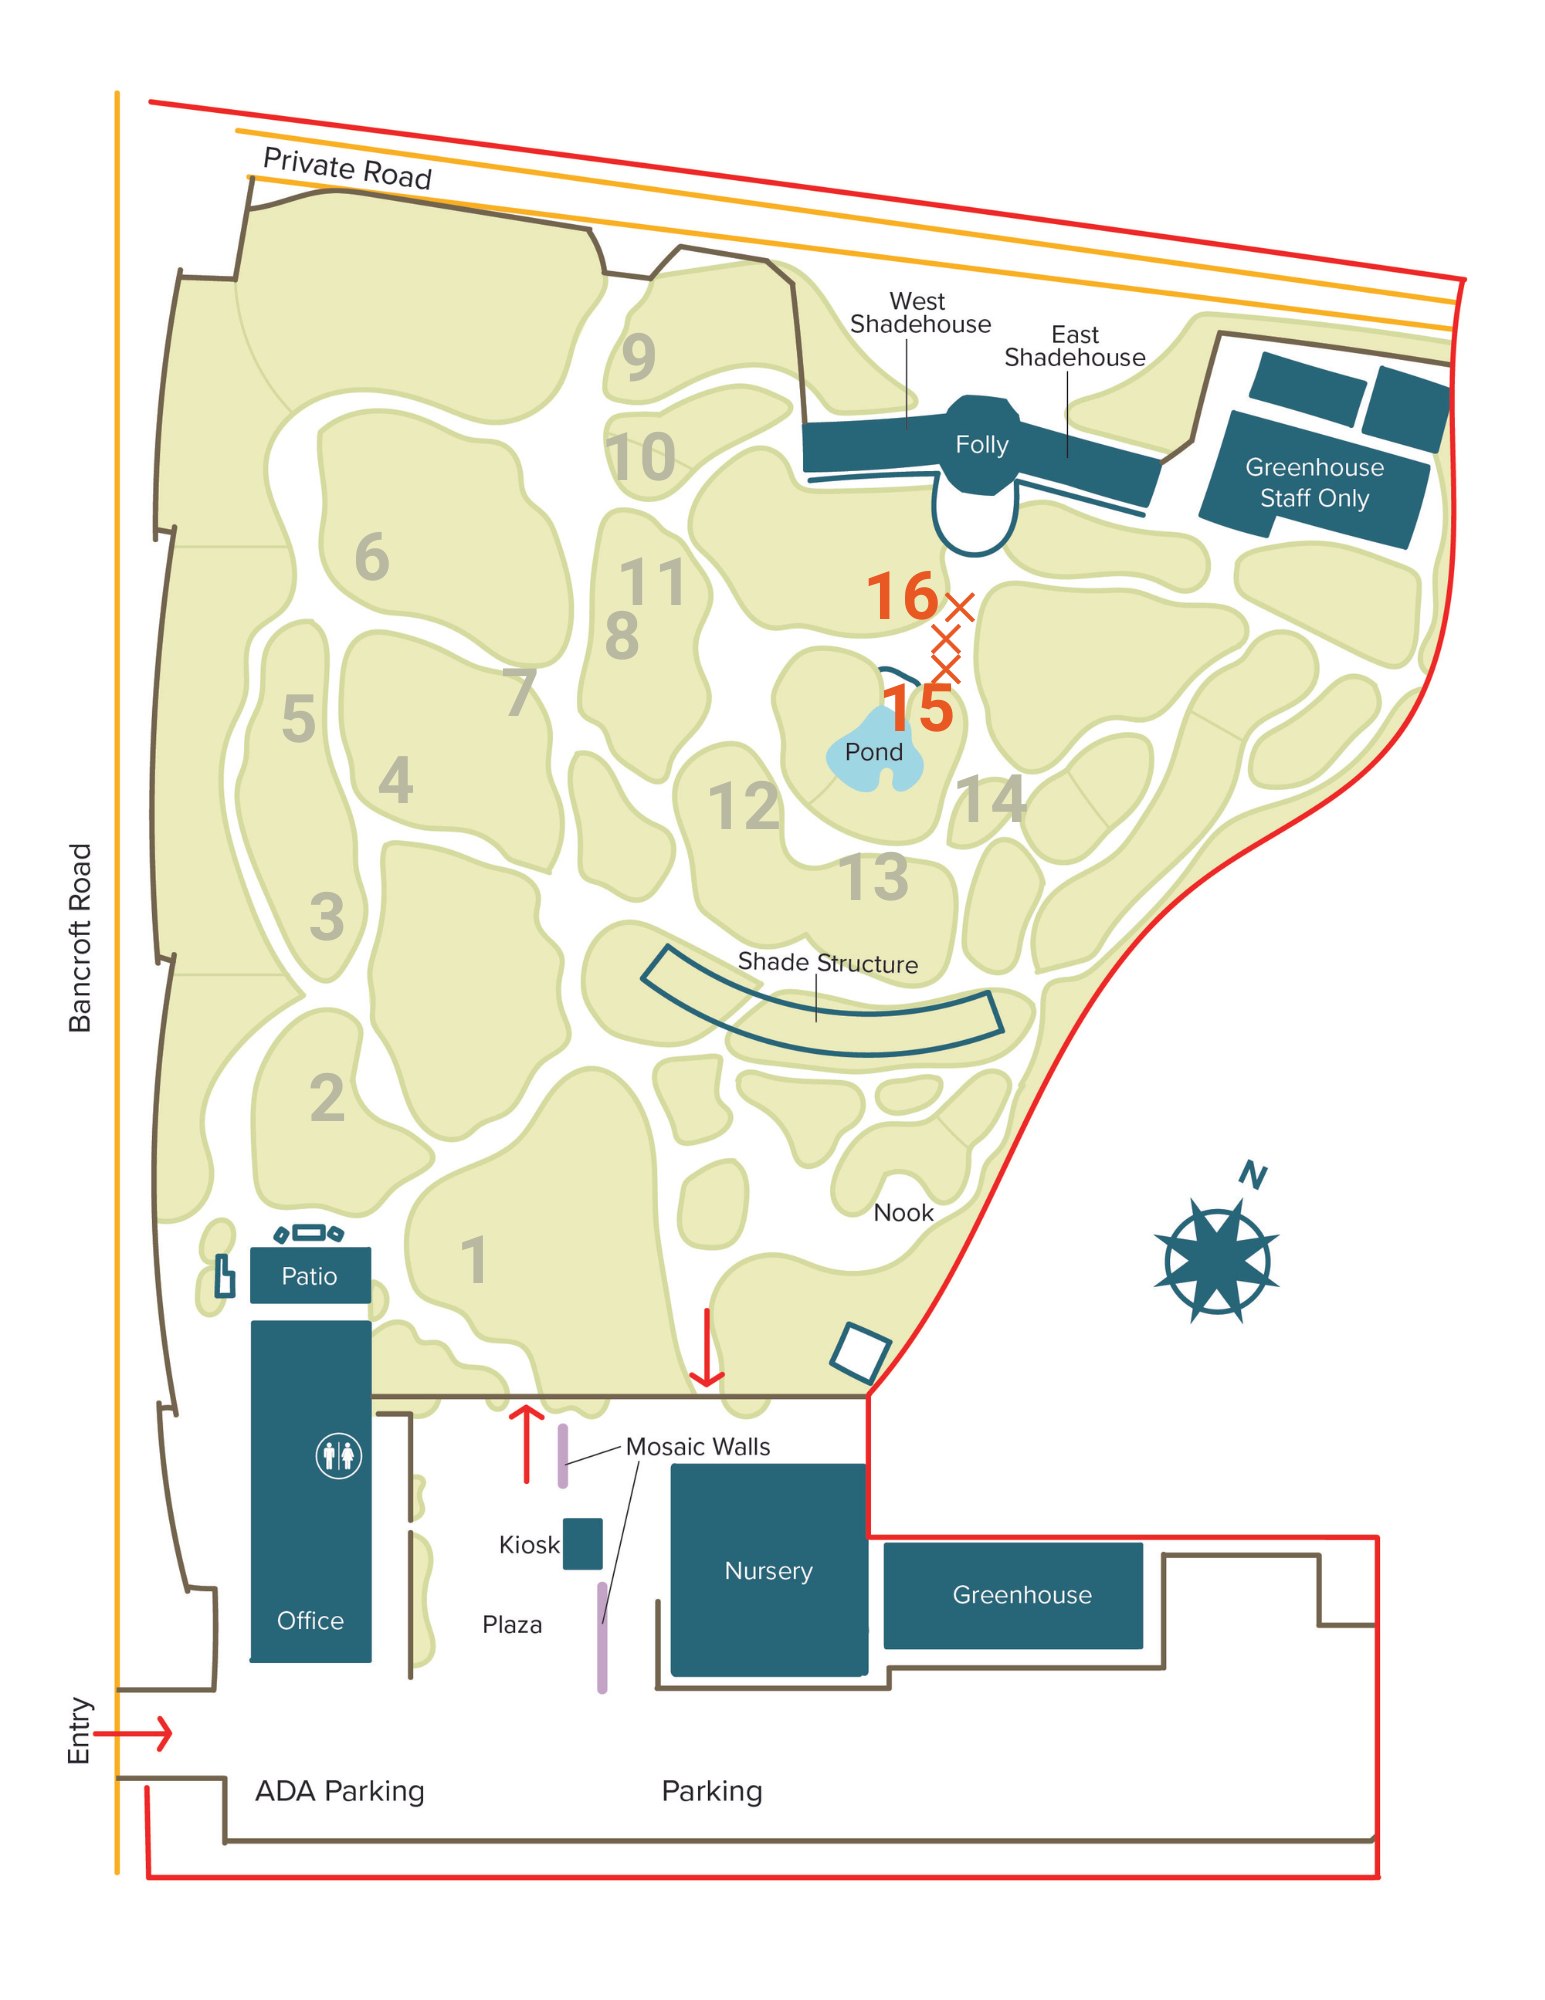 Private Road
West
Shadehouse
East
Shadehouse
Folly
Greenhouse
Staff Only
9
10
11
8
6
16
15
7
5
4
Pond
12
14
13
3
Shade Structure
Bancroft Road
2
Nook
N
1
Patio
Mosaic Walls
Kiosk
Nursery
Greenhouse
Office
Plaza
Entry
ADA Parking
Parking